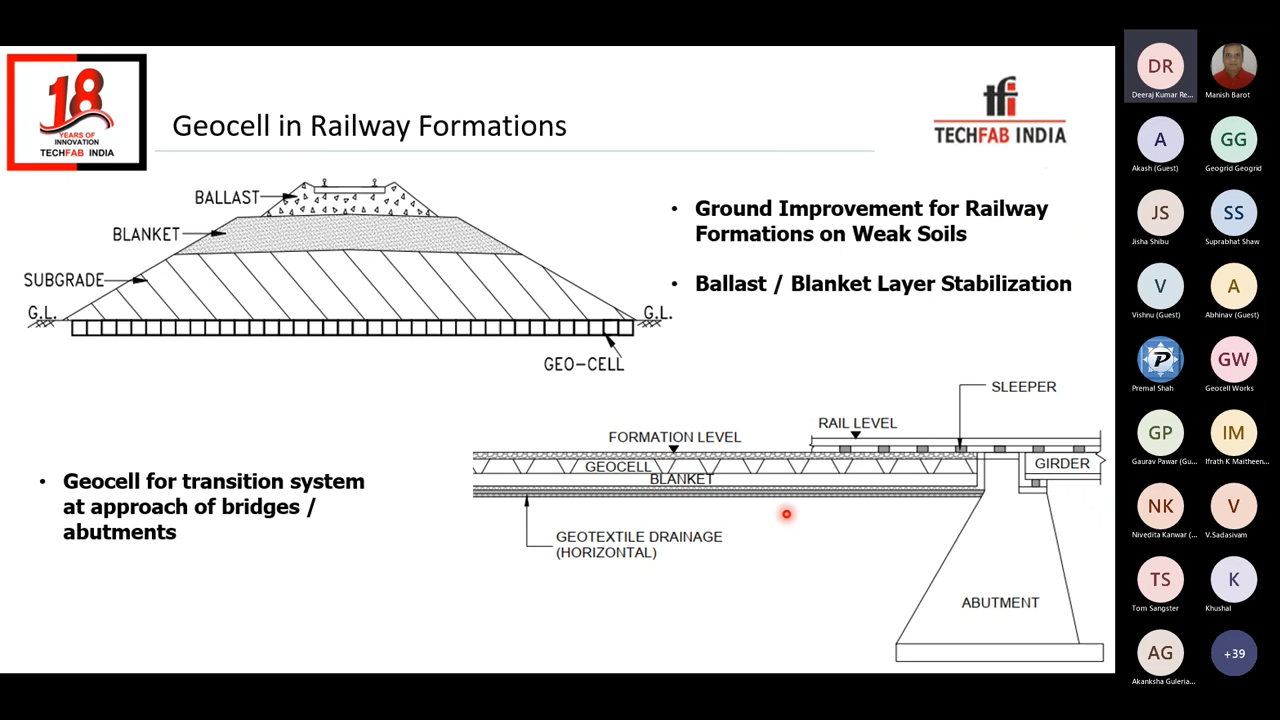 18
YEARS OF
INNOVATION
TECHFAB INDIA
Geocell in Railway Formations
tfi
TECHFAB INDIA
BALLAST
BLANKET
SUBGRADE
G.L.
G.L.
GEO-CELL
• Ground Improvement for Railway
Formations on Weak Soils
• Ballast / Blanket Layer Stabilization
• Geocell for transition system
at approach of bridges /
abutments
SLEEPER
RAIL LEVEL
FORMATION LEVEL
GEOCELL
BLANKET
GIRDER
GEOTEXTILE DRAINAGE
(HORIZONTAL)
ABUTMENT
DR
Deeraj Kumar Re...
Manish Barot
A
Akash (Guest)
GG
Geogrid Geogrid
JS
Jisha Shibu
SS
Suprabhat Shaw
V
Vishnu (Guest)
A
Abhinav (Guest)
P
Premal Shah
GW
Geocell Works
GP
Gaurav Pawar (Gu...
IM
Ifrath K Maitheen...
NK
Nivedita Kanwar (...
V
V.Sadasivam
TS
Tom Sangster
K
Khushal
AG
Akanksha Guleria...
+39